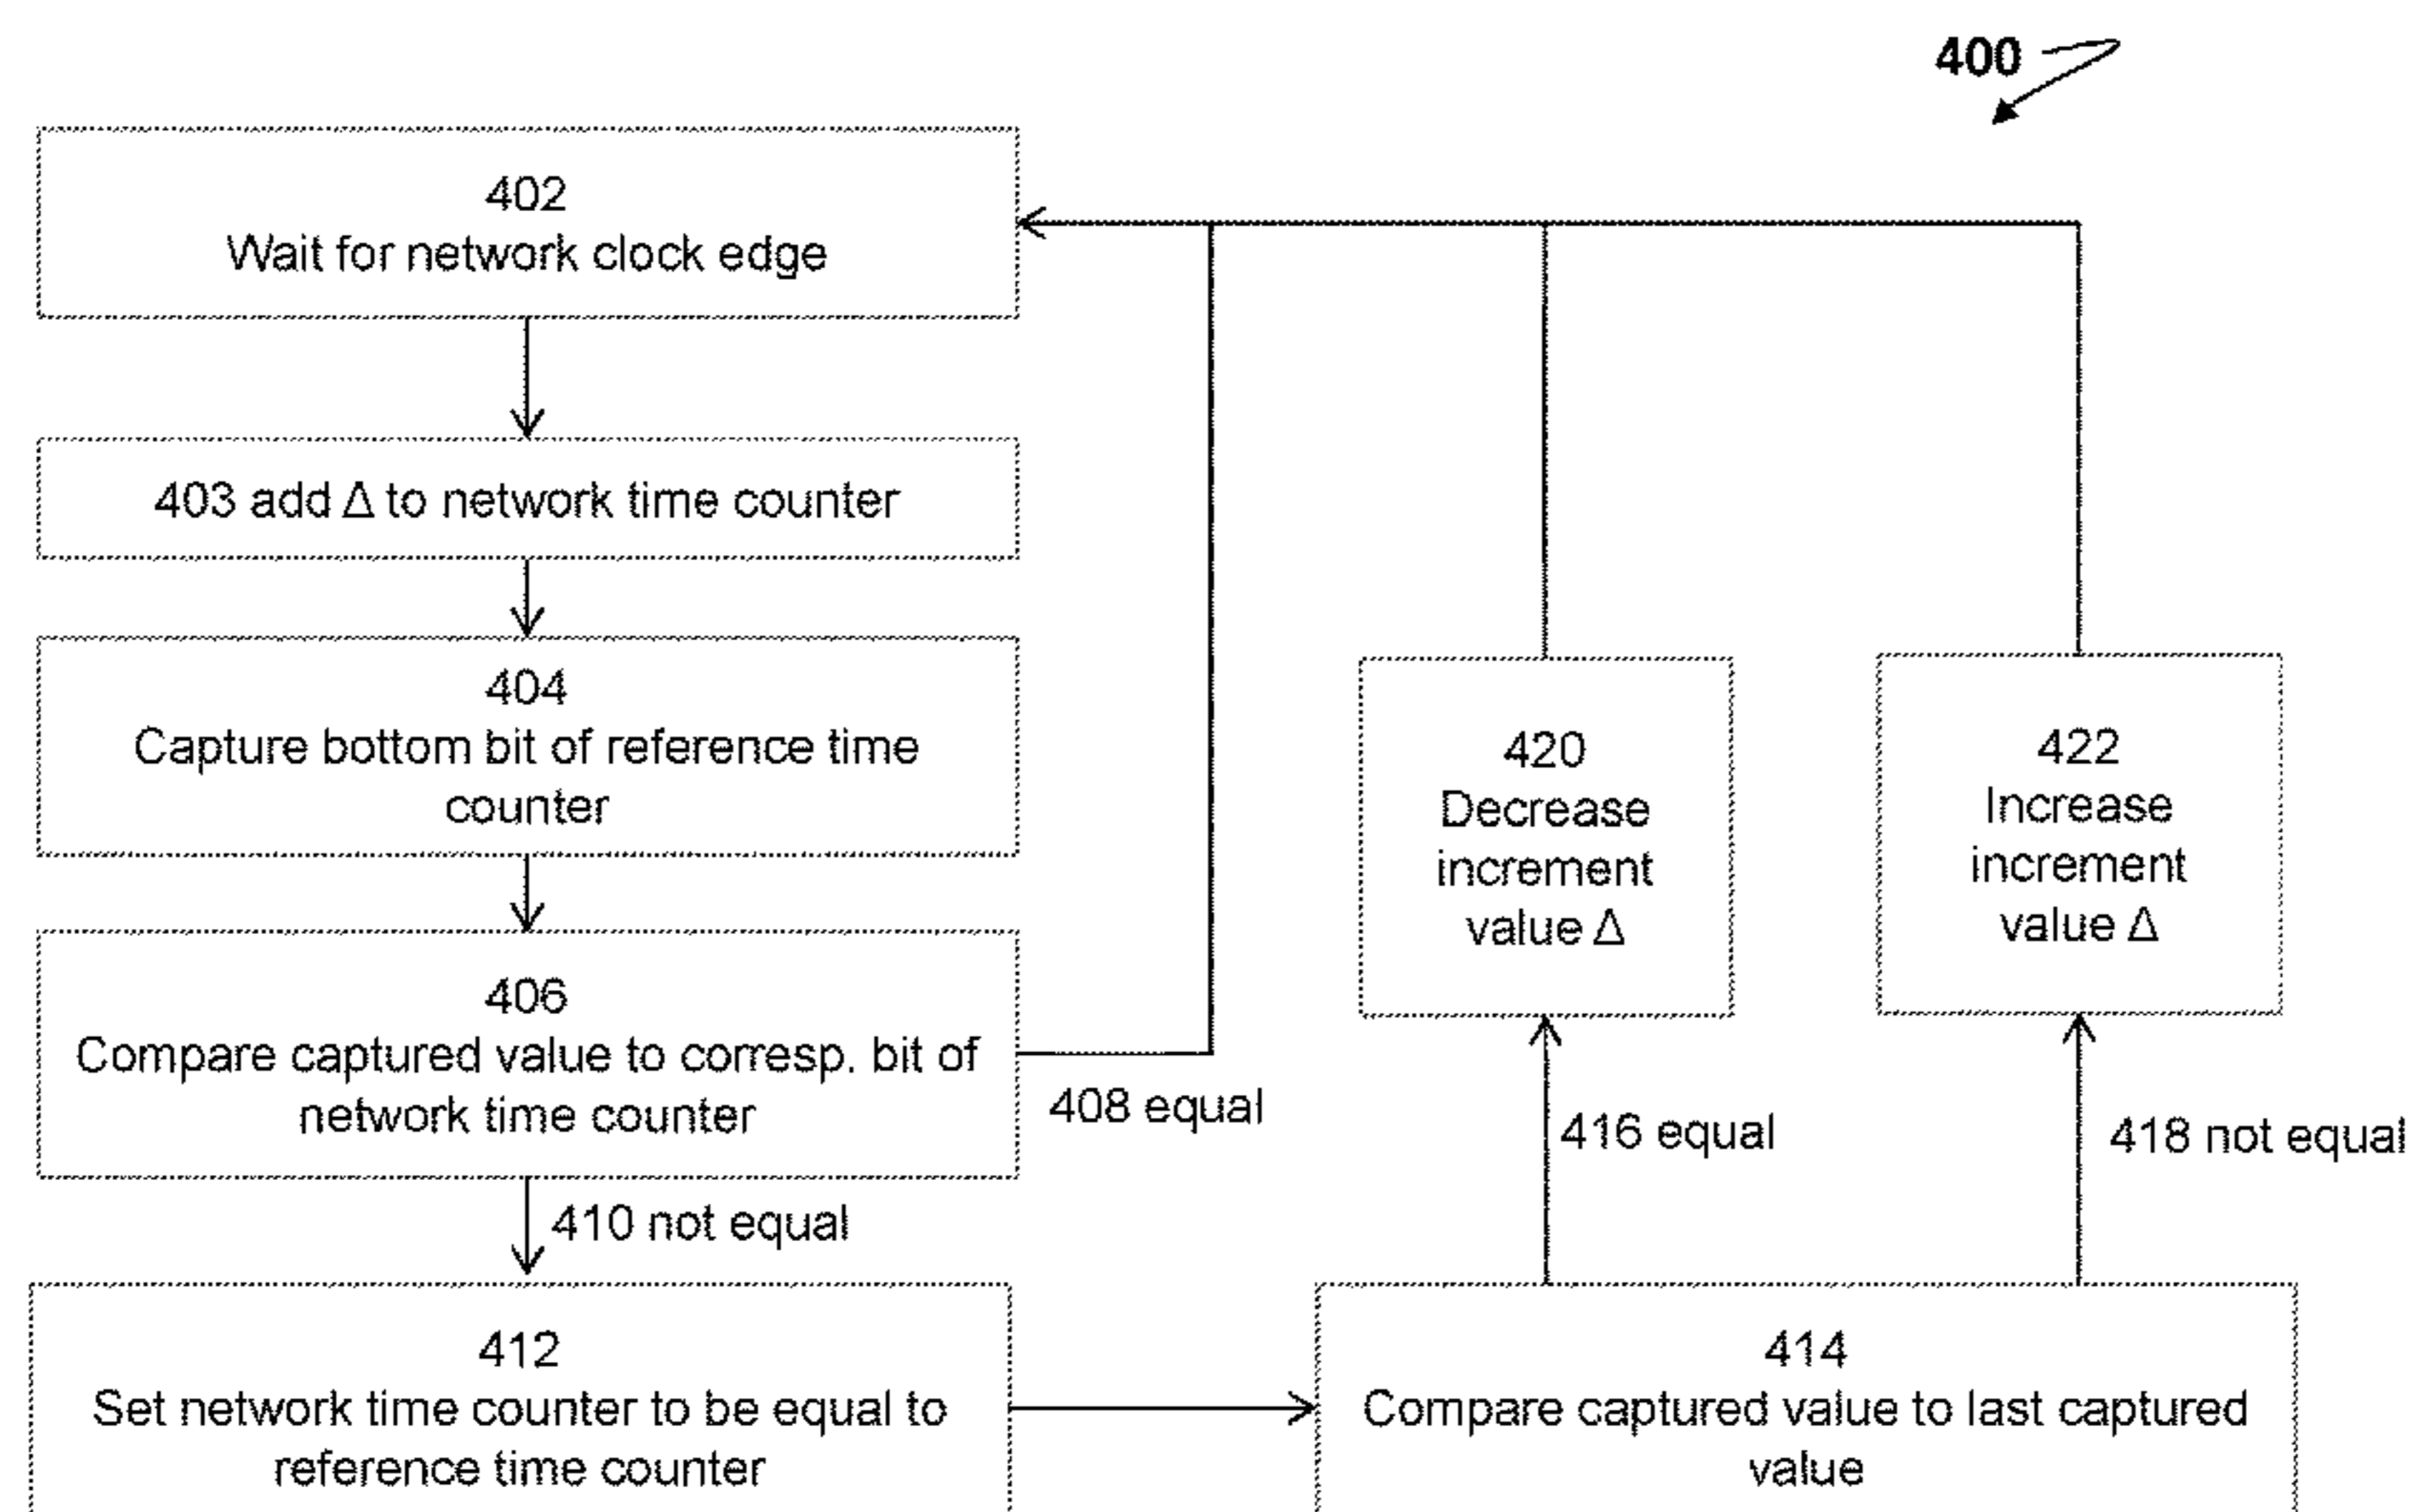 400
402
Wait for network clock edge
403 add Δ to network time counter
404
Capture bottom bit of reference time
counter
406
Compare captured value to corresp. bit of
network time counter
408 equal
410 not equal
412
Set network time counter to be equal to
reference time counter
414
Compare captured value to last captured
value
416 equal
418 not equal
420
Decrease
increment
value Δ
422
Increase
increment
value Δ